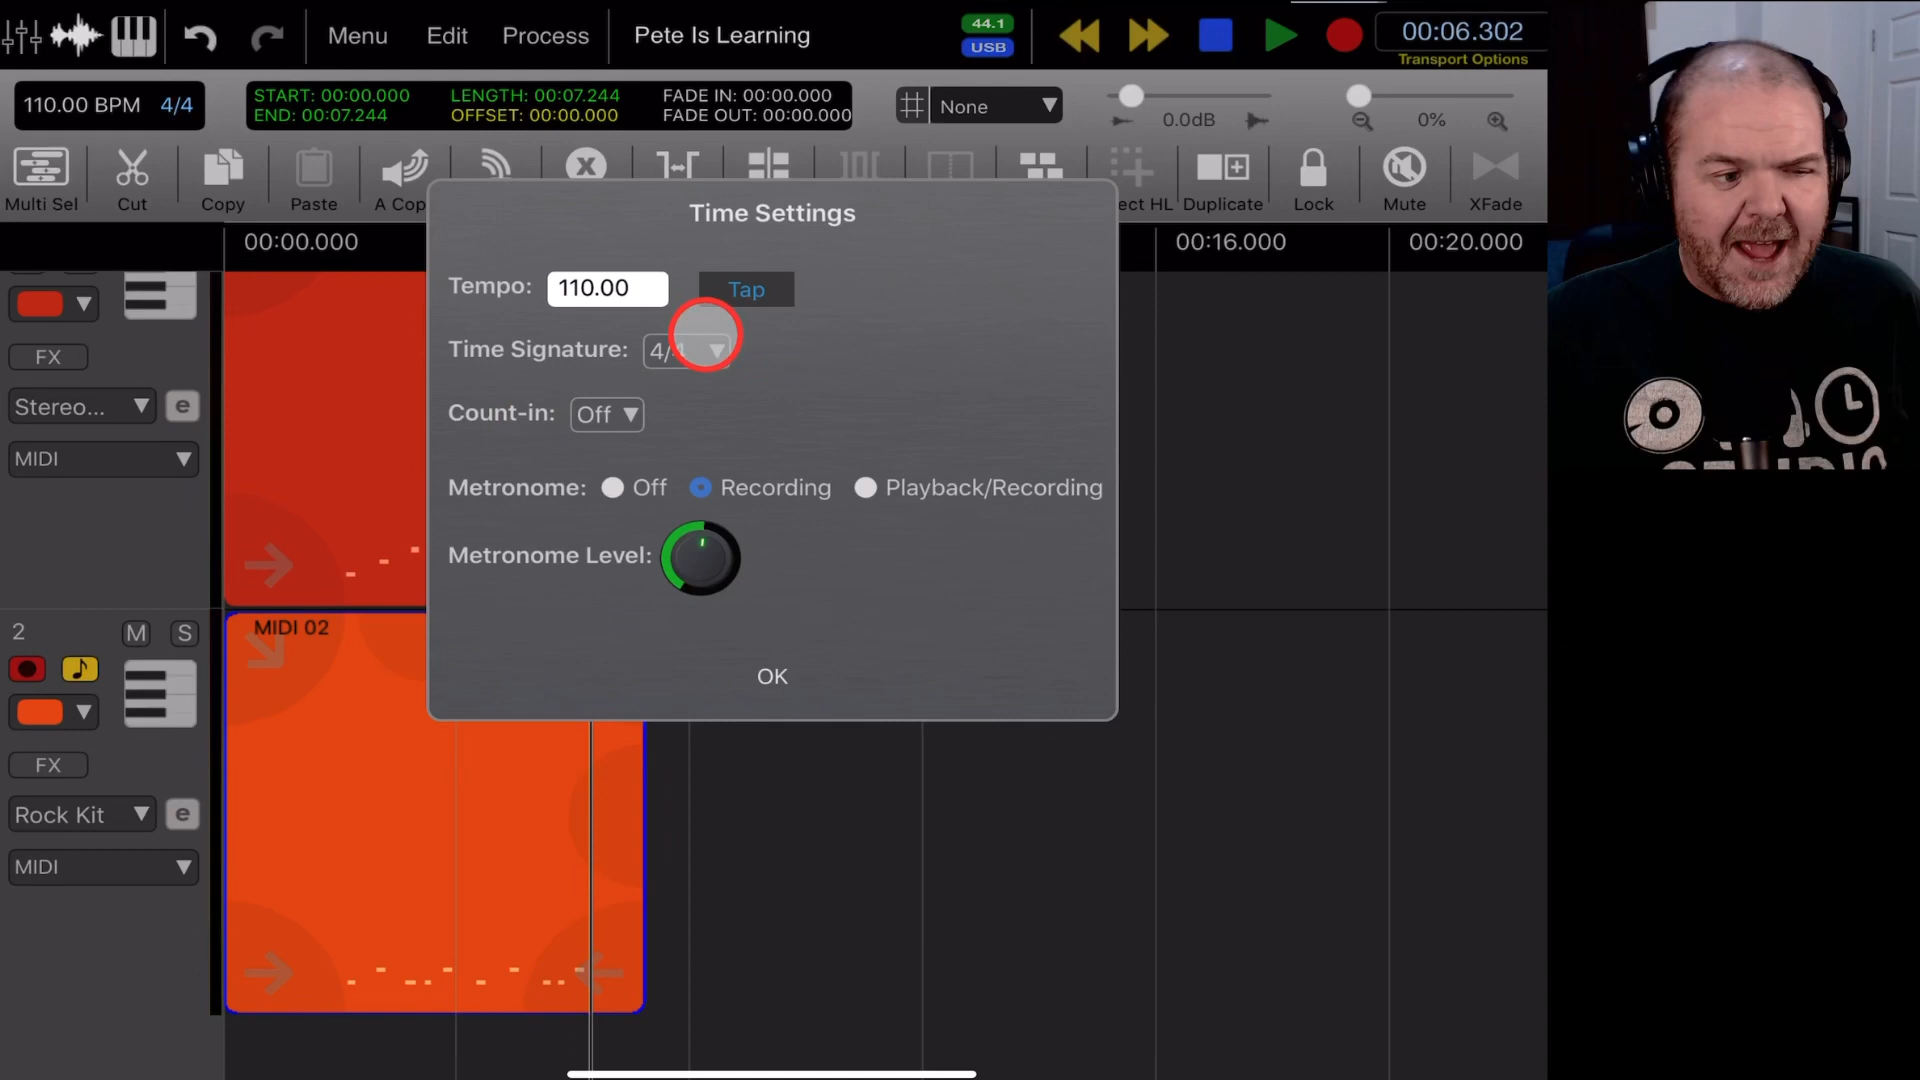 Menu Edit Process Pete Is Learning 44.1 USB 00:06.302
Transport Options
110.00 BPM 4/4 START: 00:00.000 LENGTH: 00:07.244 FADE IN: 00:00.000
END: 00:07.244 OFFSET: 00:00.000 FADE OUT: 00:00.000
None 0.0dB 0%
Multi Sel Cut Copy Paste A Cop ect HL Duplicate Lock Mute XFade
00:00.000 00:16.000 00:20.000
Time Settings
Tempo: 110.00 Tap
Time Signature: 4/4
Count-in: Off
Metronome: Off Recording Playback/Recording
Metronome Level:
OK
FX
Stereo... e
MIDI
2 M S
MIDI 02
FX
Rock Kit e
MIDI